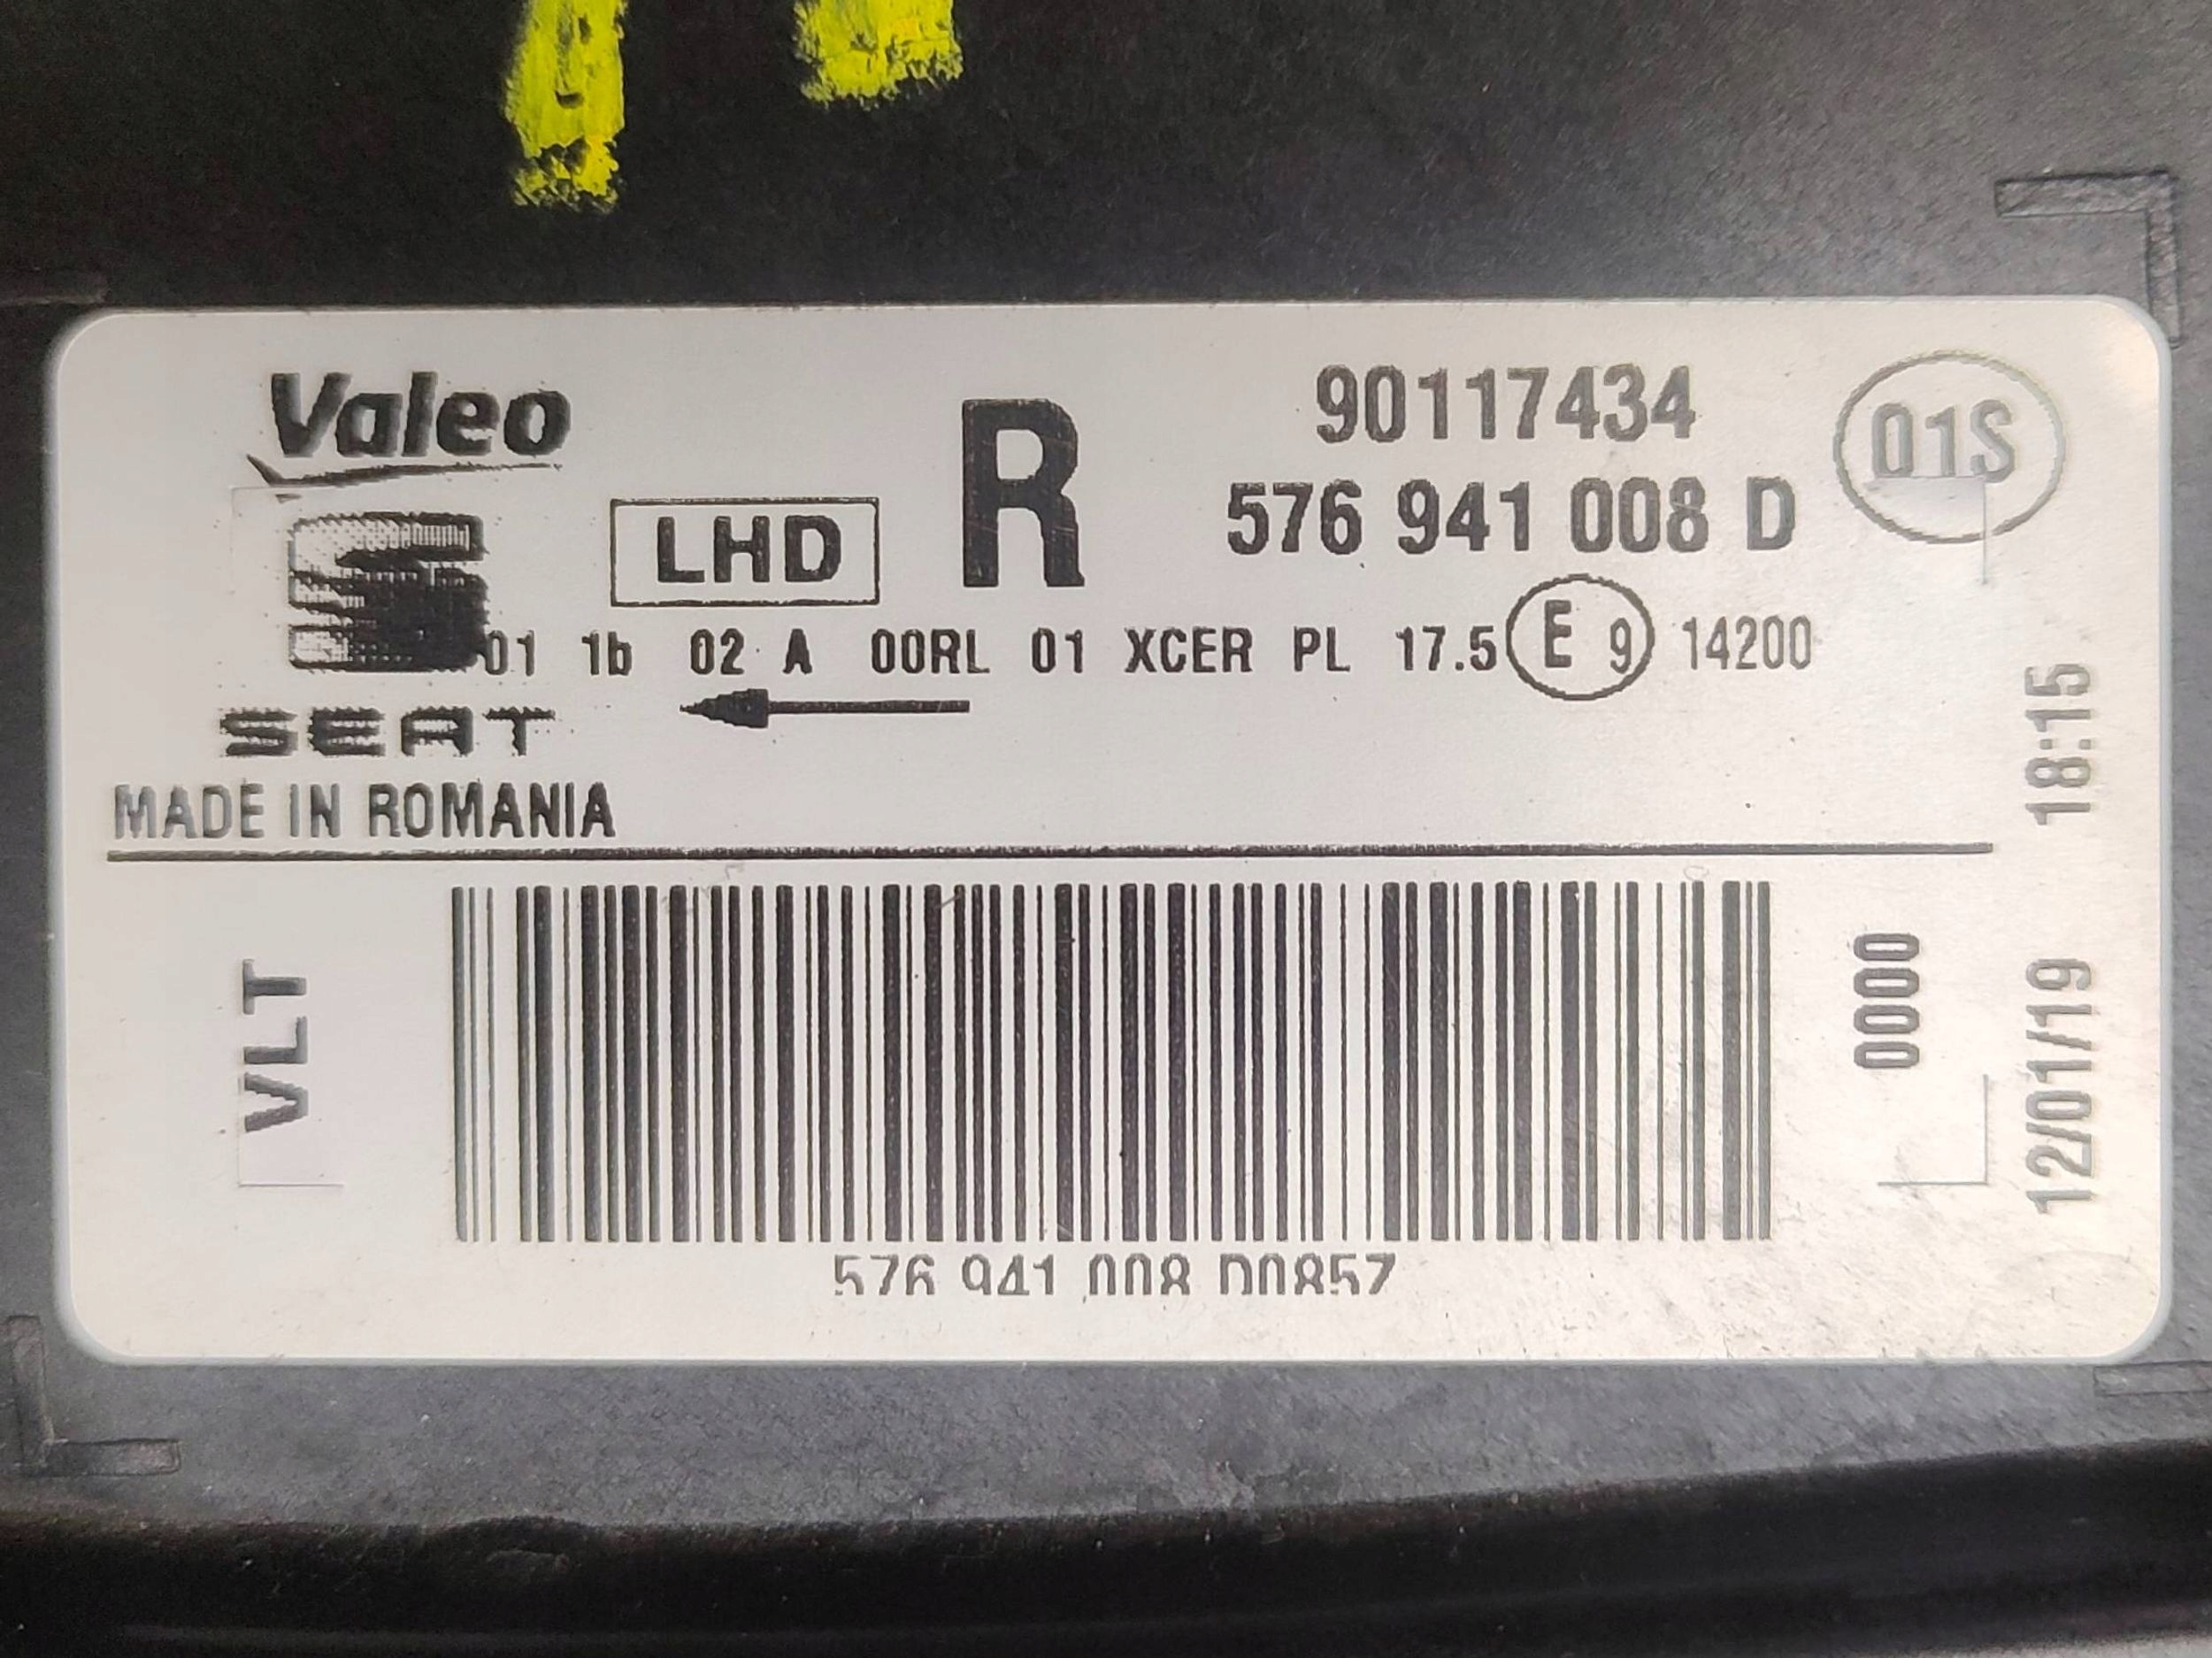 Valeo
SEAT
LHD
R
90117434
576 941 008 D
01S
01 1b 02 A 00RL 01 XCER PL 17.5 E 9 14200
MADE IN ROMANIA
VLT
0000
12/01/19 18:15
576 941 008 D0857